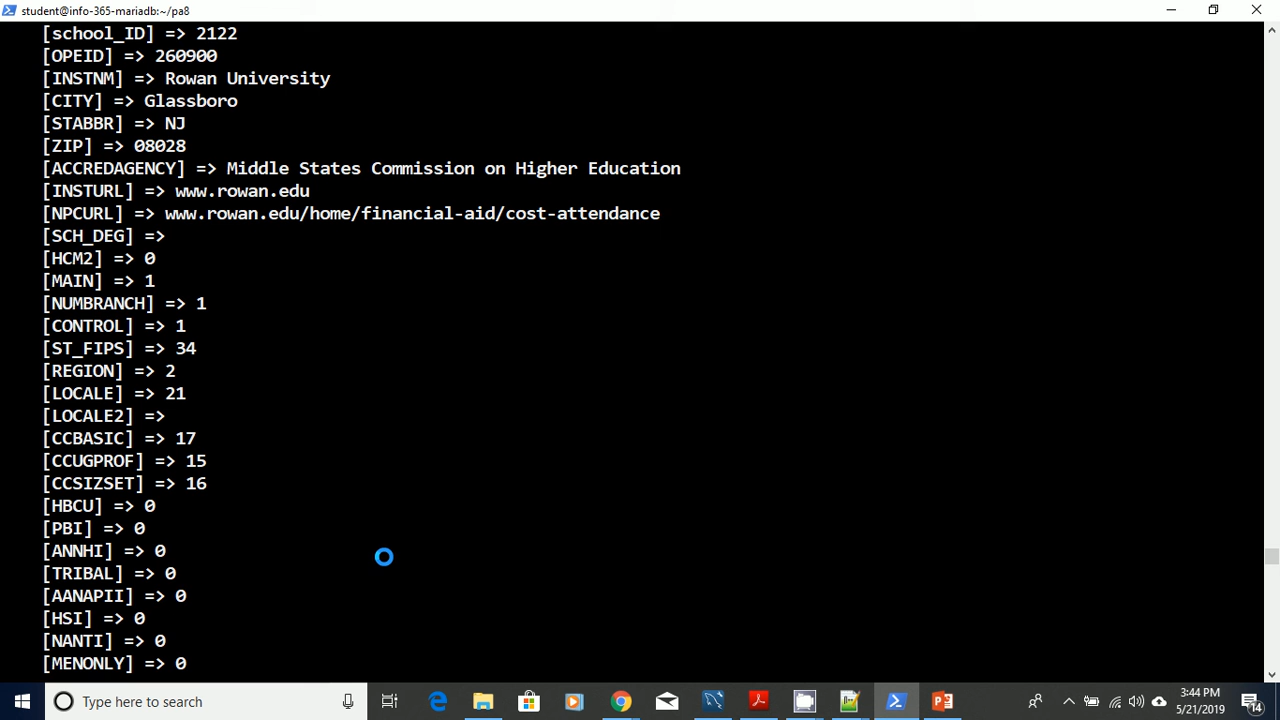 student@info-365-mariadb:~/pa8
[school_ID] => 2122
[OPEID] => 260900
[INSTNM] => Rowan University
[CITY] => Glassboro
[STABBR] => NJ
[ZIP] => 08028
[ACCREDAGENCY] => Middle States Commission on Higher Education
[INSTURL] => www.rowan.edu
[NPCURL] => www.rowan.edu/home/financial-aid/cost-attendance
[SCH_DEG] =>
[HCM2] => 0
[MAIN] => 1
[NUMBRANCH] => 1
[CONTROL] => 1
[ST_FIPS] => 34
[REGION] => 2
[LOCALE] => 21
[LOCALE2] =>
[CCBASIC] => 17
[CCUGPROF] => 15
[CCSIZSET] => 16
[HBCU] => 0
[PBI] => 0
[ANNHI] => 0
[TRIBAL] => 0
[AANAPII] => 0
[HSI] => 0
[NANTI] => 0
[MENONLY] => 0
Type here to search
3:44 PM
5/21/2019
14